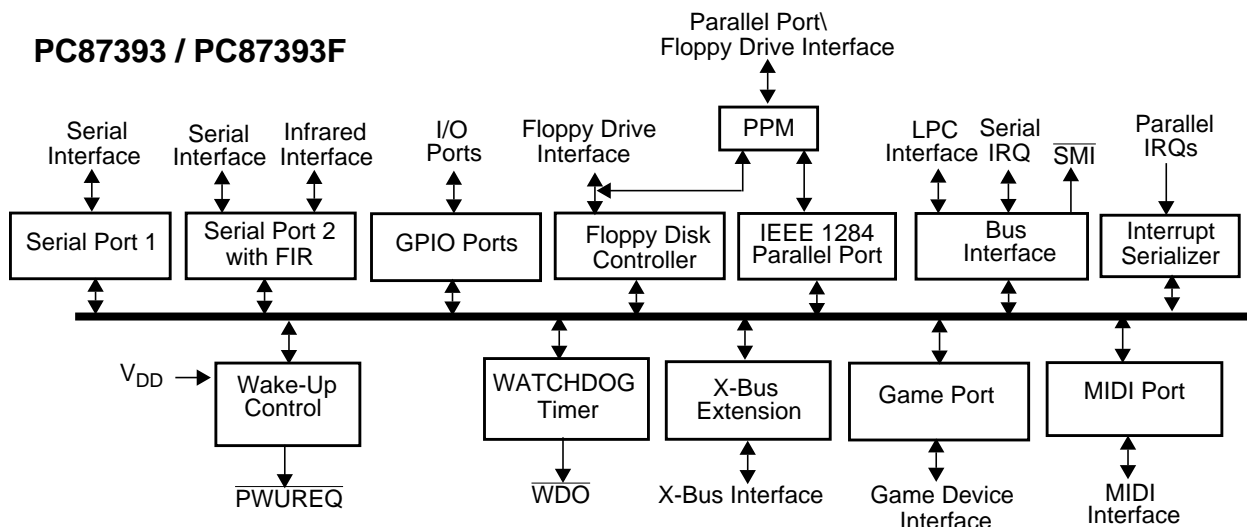 PC87393 / PC87393F
Parallel Port\
Floppy Drive Interface
PPM
Serial
Interface
Serial
Interface
Infrared
Interface
I/O
Ports
Floppy Drive
Interface
LPC
Interface
Serial
IRQ
SMI
Parallel
IRQs
Serial Port 1
Serial Port 2
with FIR
GPIO Ports
Floppy Disk
Controller
IEEE 1284
Parallel Port
Bus
Interface
Interrupt
Serializer
VDD
Wake-Up
Control
WATCHDOG
Timer
X-Bus
Extension
Game Port
MIDI Port
PWUREQ
WDO
X-Bus Interface
Game Device
Interface
MIDI
Interface